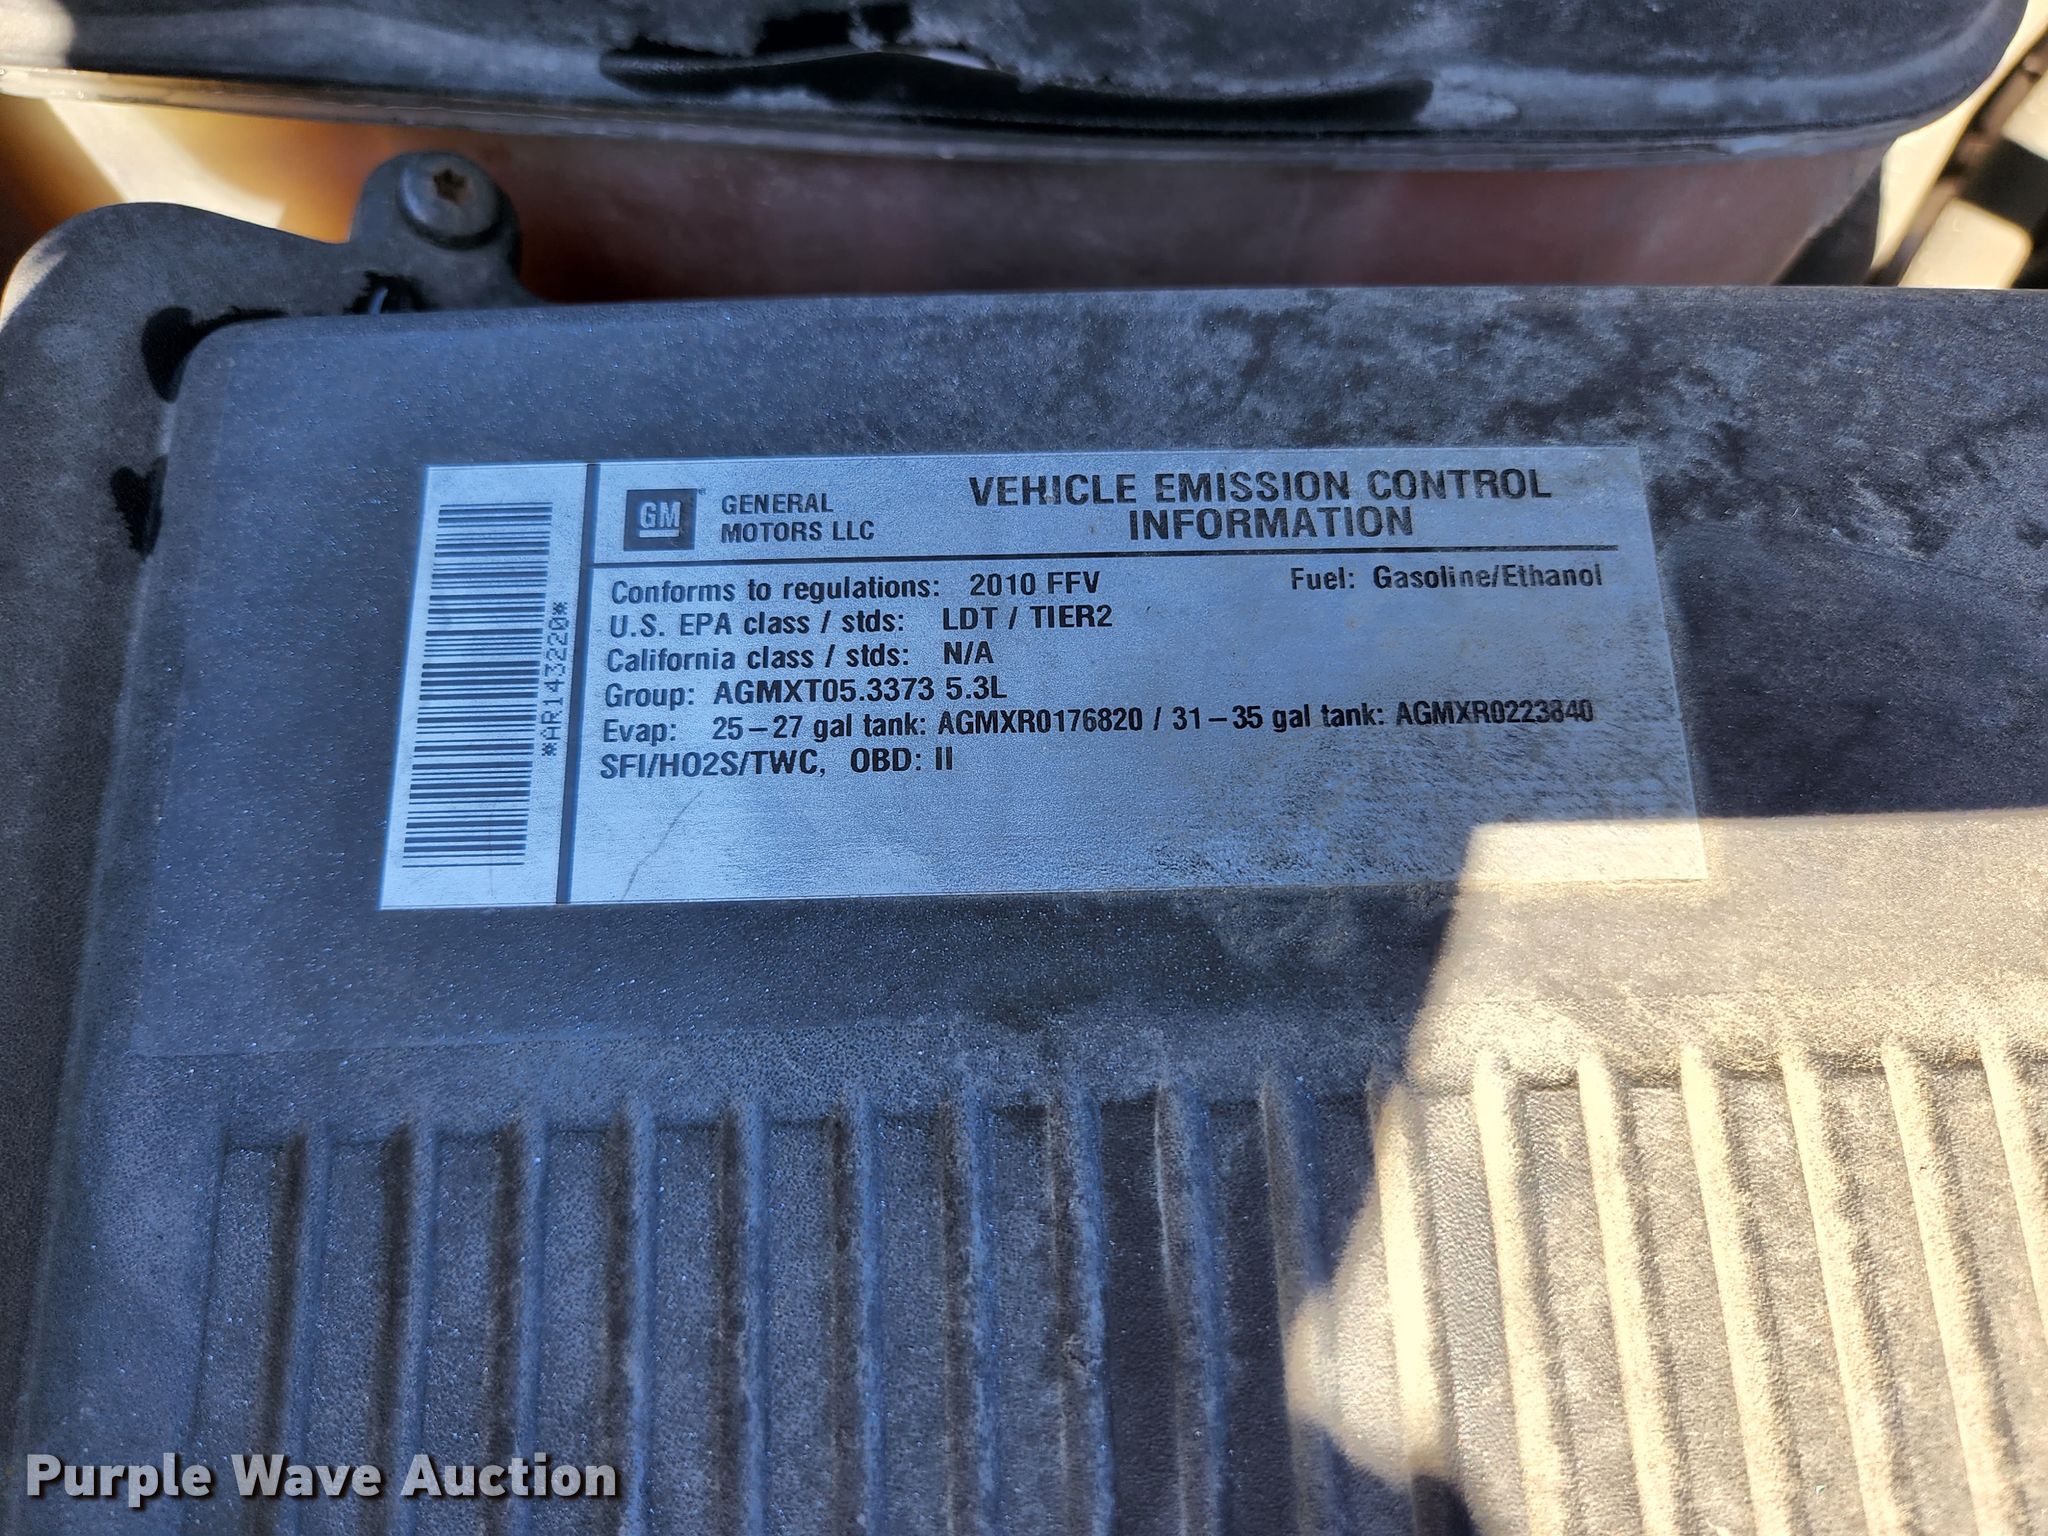 GM GENERAL MOTORS LLC
VEHICLE EMISSION CONTROL
INFORMATION
Conforms to regulations: 2010 FFV Fuel: Gasoline/Ethanol
U.S. EPA class / stds: LDT / TIER2
California class / stds: N/A
Group: AGMXT05.3373 5.3L
Evap: 25-27 gal tank: AGMXR0176820 / 31-35 gal tank: AGMXR0223840
SFI/HO2S/TWC, OBD: II
*AR143220*
Purple Wave Auction